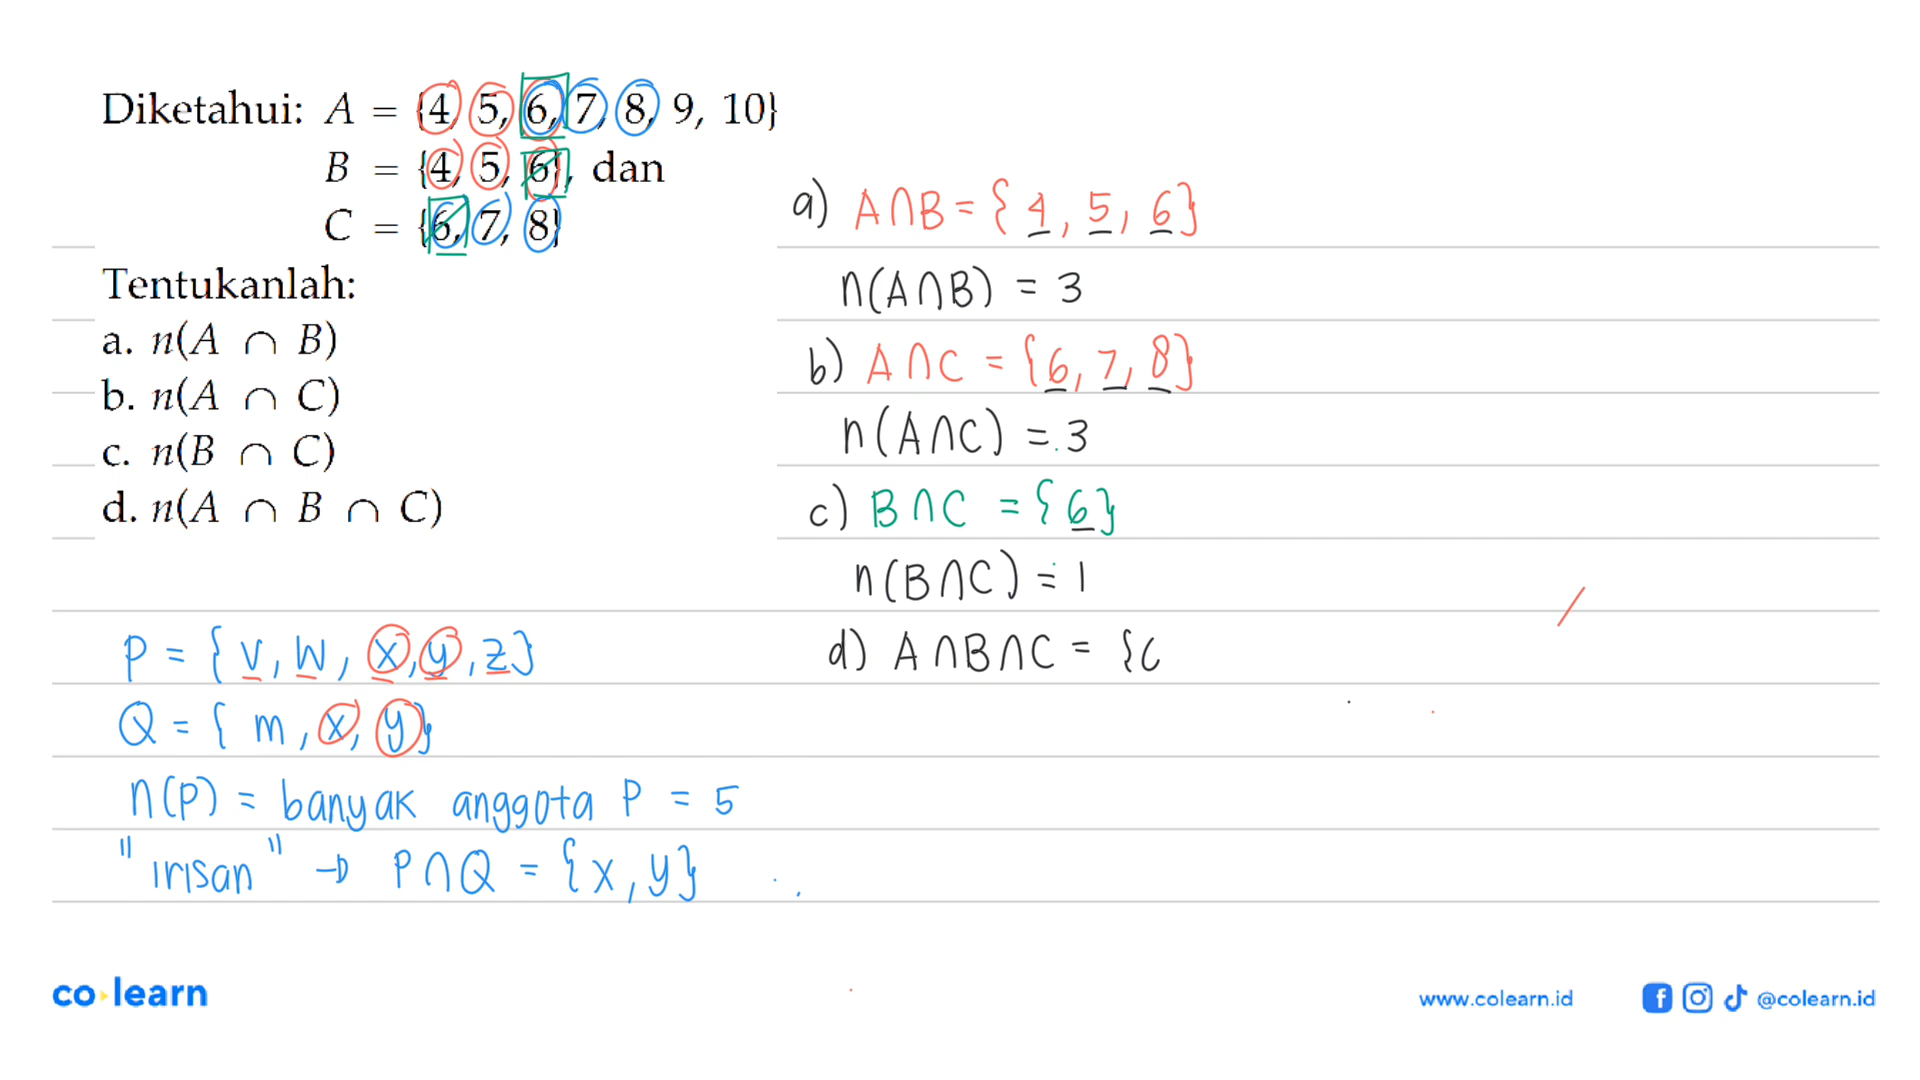 Diketahui: A = {4, 5, 6, 7, 8, 9, 10}
B = {4, 5, 6}, dan
C = {6, 7, 8}
Tentukanlah:
a. n(A ∩ B)
b. n(A ∩ C)
c. n(B ∩ C)
d. n(A ∩ B ∩ C)
P = { v, w, x, y, z}
Q = { m, x, y}
n(P) = banyak anggota P = 5
"irisan" → P∩Q = {x, y}
a) A∩B = { 4, 5, 6}
n(A∩B) = 3
b) A∩C = {6, 7, 8}
n(A∩C) = 3
c) B∩C = {6}
n(B∩C) = 1
d) A∩B∩C = {
co learn
www.colearn.id
@colearn.id